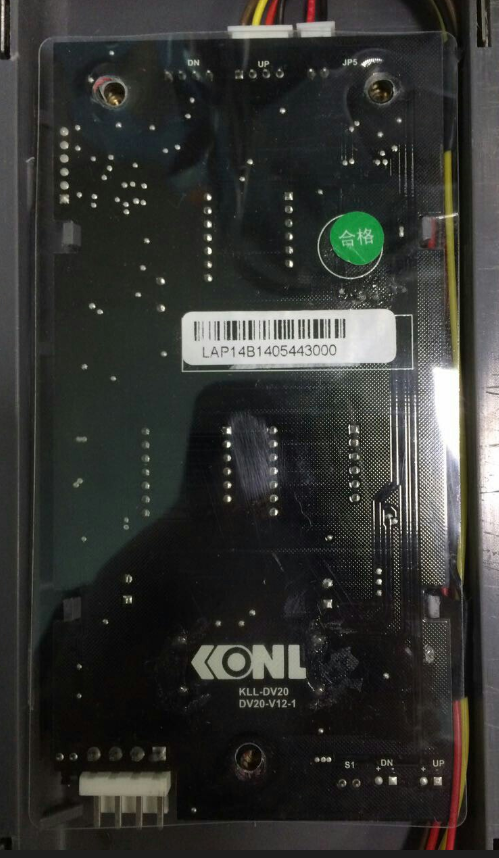 DN UP JP5
合格
LAP14B1405443000
KONL
KLL-DV20
DV20-V12-1
S1 + DN + UP